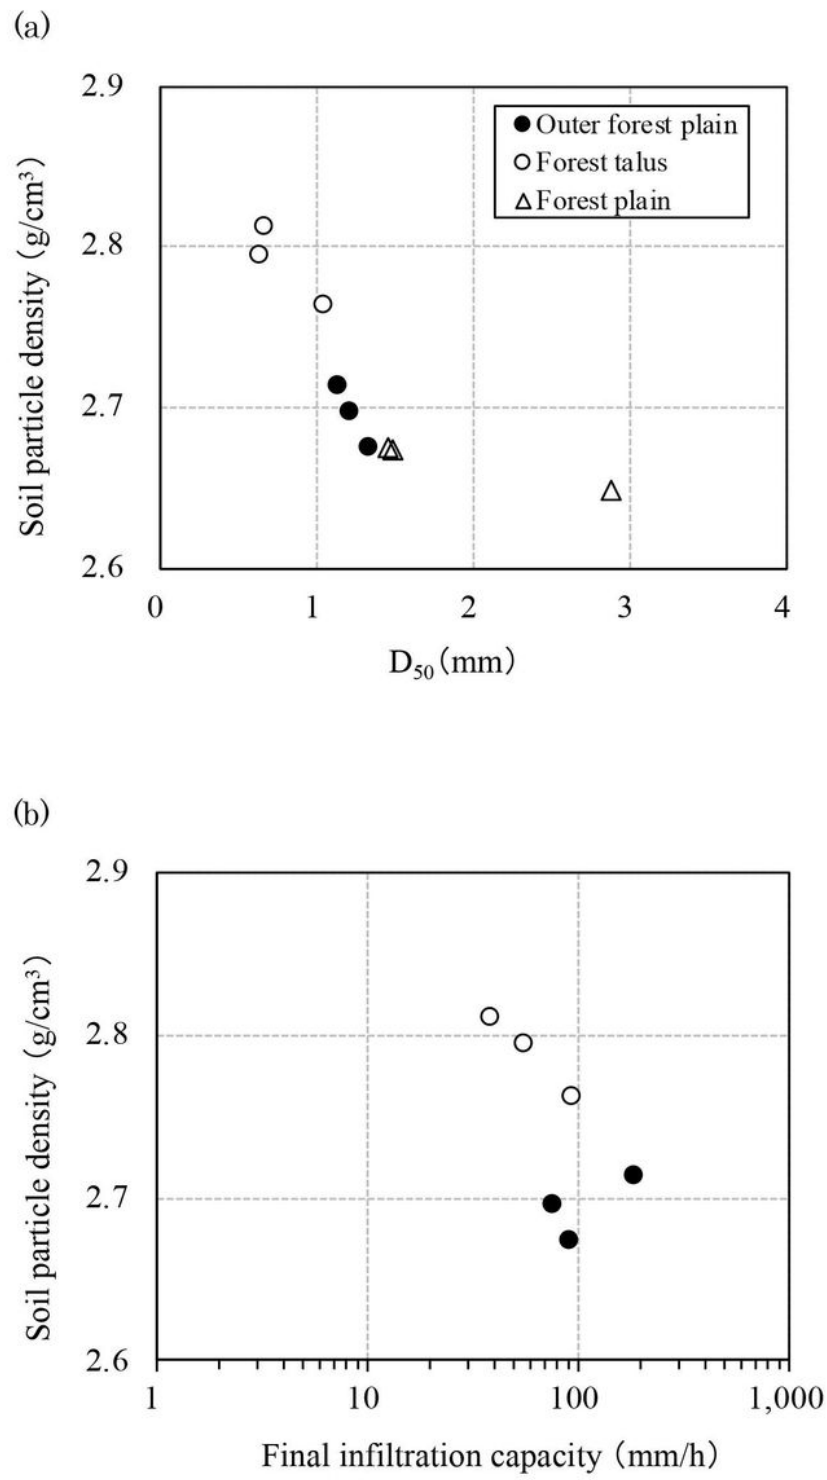 (a)
2.9
2.8
2.7
2.6
Soil particle density (g/cm³)
Outer forest plain
Forest talus
Forest plain
0 1 2 3 4
D₅₀ (mm)
(b)
2.9
2.8
2.7
2.6
Soil particle density (g/cm³)
1 10 100 1,000
Final infiltration capacity (mm/h)